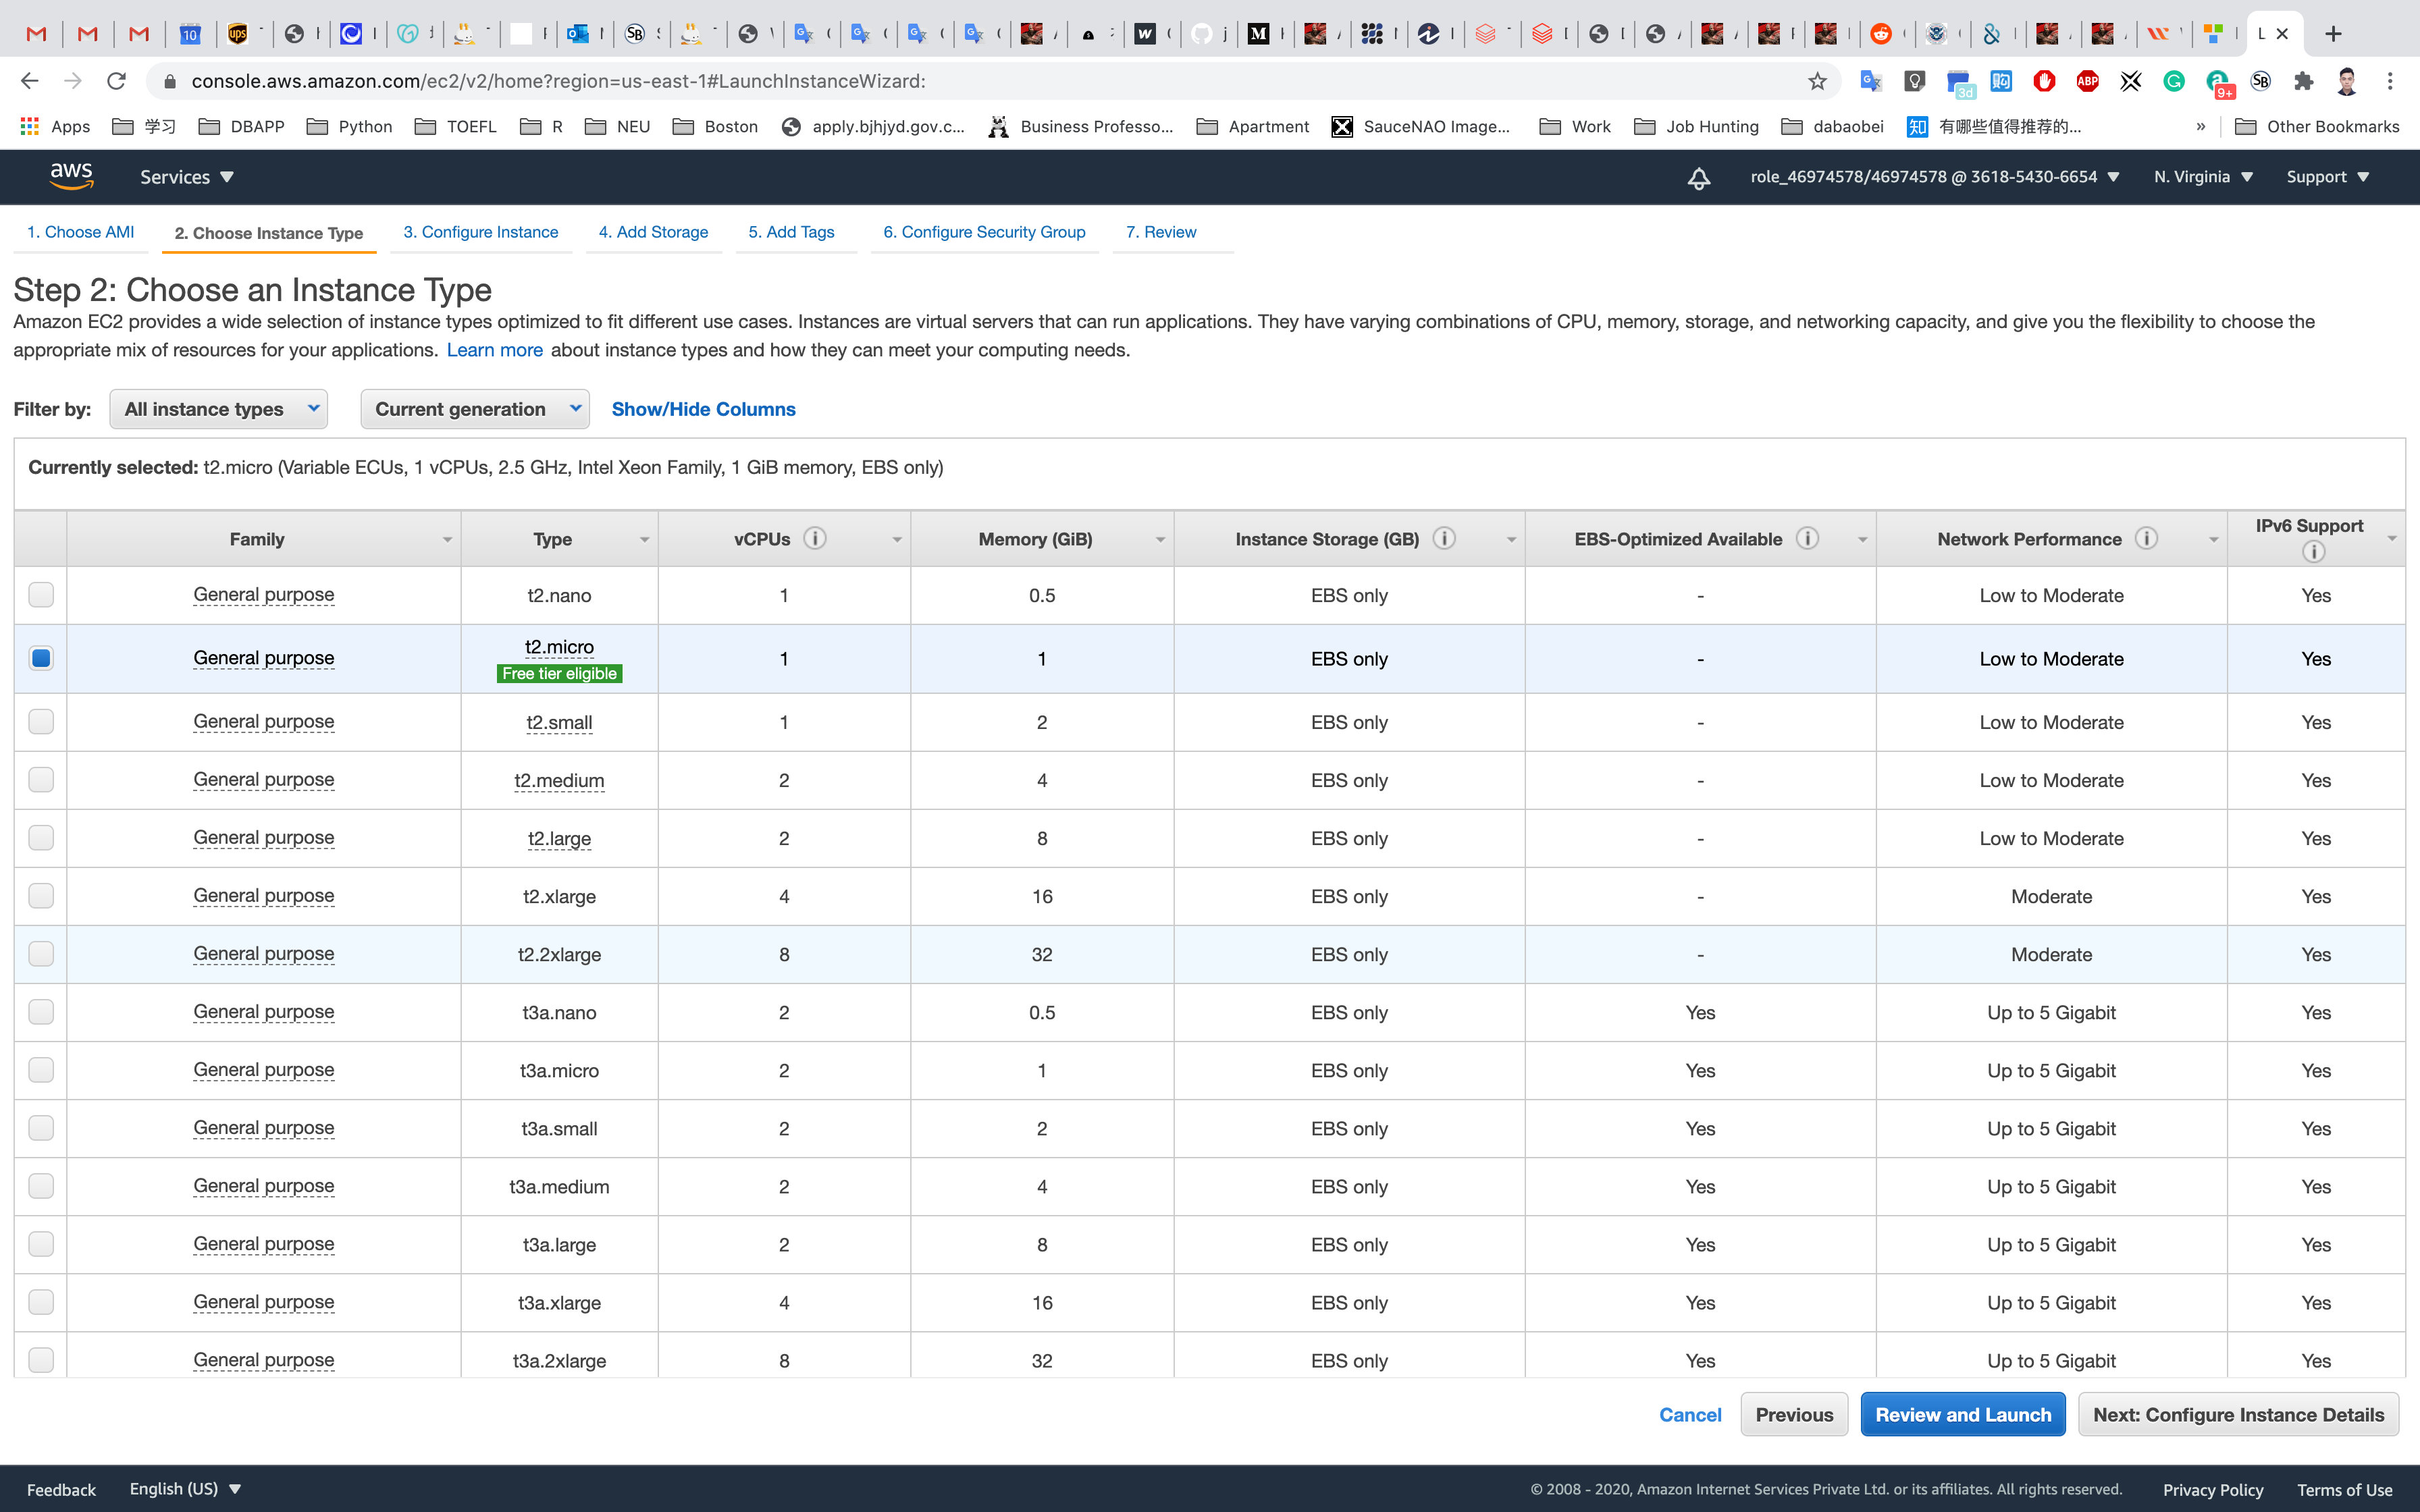 console.aws.amazon.com/ec2/v2/home?region=us-east-1#LaunchInstanceWizard:
Apps 学习 DBAPP Python TOEFL R NEU Boston apply.bjhjyd.gov.c... Business Professo... Apartment SauceNAO Image... Work Job Hunting dabaobei 有哪些值得推荐的... » Other Bookmarks
aws Services role_46974578/46974578 @ 3618-5430-6654 N. Virginia Support
1. Choose AMI 2. Choose Instance Type 3. Configure Instance 4. Add Storage 5. Add Tags 6. Configure Security Group 7. Review
Step 2: Choose an Instance Type
Amazon EC2 provides a wide selection of instance types optimized to fit different use cases. Instances are virtual servers that can run applications. They have varying combinations of CPU, memory, storage, and networking capacity, and give you the flexibility to choose the
appropriate mix of resources for your applications. Learn more about instance types and how they can meet your computing needs.
Filter by: All instance types Current generation Show/Hide Columns
Currently selected: t2.micro (Variable ECUs, 1 vCPUs, 2.5 GHz, Intel Xeon Family, 1 GiB memory, EBS only)
Family Type vCPUs Memory (GiB) Instance Storage (GB) EBS-Optimized Available Network Performance IPv6 Support
General purpose t2.nano 1 0.5 EBS only - Low to Moderate Yes
General purpose t2.micro 1 1 EBS only - Low to Moderate Yes
Free tier eligible
General purpose t2.small 1 2 EBS only - Low to Moderate Yes
General purpose t2.medium 2 4 EBS only - Low to Moderate Yes
General purpose t2.large 2 8 EBS only - Low to Moderate Yes
General purpose t2.xlarge 4 16 EBS only - Moderate Yes
General purpose t2.2xlarge 8 32 EBS only - Moderate Yes
General purpose t3a.nano 2 0.5 EBS only Yes Up to 5 Gigabit Yes
General purpose t3a.micro 2 1 EBS only Yes Up to 5 Gigabit Yes
General purpose t3a.small 2 2 EBS only Yes Up to 5 Gigabit Yes
General purpose t3a.medium 2 4 EBS only Yes Up to 5 Gigabit Yes
General purpose t3a.large 2 8 EBS only Yes Up to 5 Gigabit Yes
General purpose t3a.xlarge 4 16 EBS only Yes Up to 5 Gigabit Yes
General purpose t3a.2xlarge 8 32 EBS only Yes Up to 5 Gigabit Yes
Cancel Previous Review and Launch Next: Configure Instance Details
Feedback English (US) © 2008 - 2020, Amazon Internet Services Private Ltd. or its affiliates. All rights reserved. Privacy Policy Terms of Use